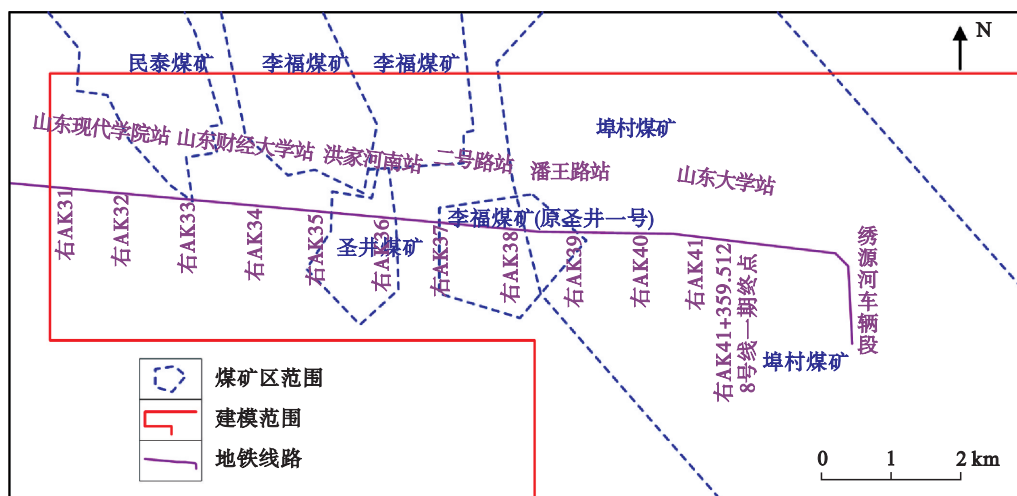 N
民泰煤矿
李福煤矿
李福煤矿
埠村煤矿
山东现代学院站
山东财经大学站
洪家河南站
二号路站
潘王路站
山东大学站
李福煤矿(原圣井一号)
圣井煤矿
右AK31
右AK32
右AK33
右AK34
右AK35
右AK36
右AK37
右AK38
右AK39
右AK40
右AK41
右AK41+359.512
8号线一期终点
绣源河车辆段
埠村煤矿
煤矿区范围
建模范围
地铁线路
0 1 2 km